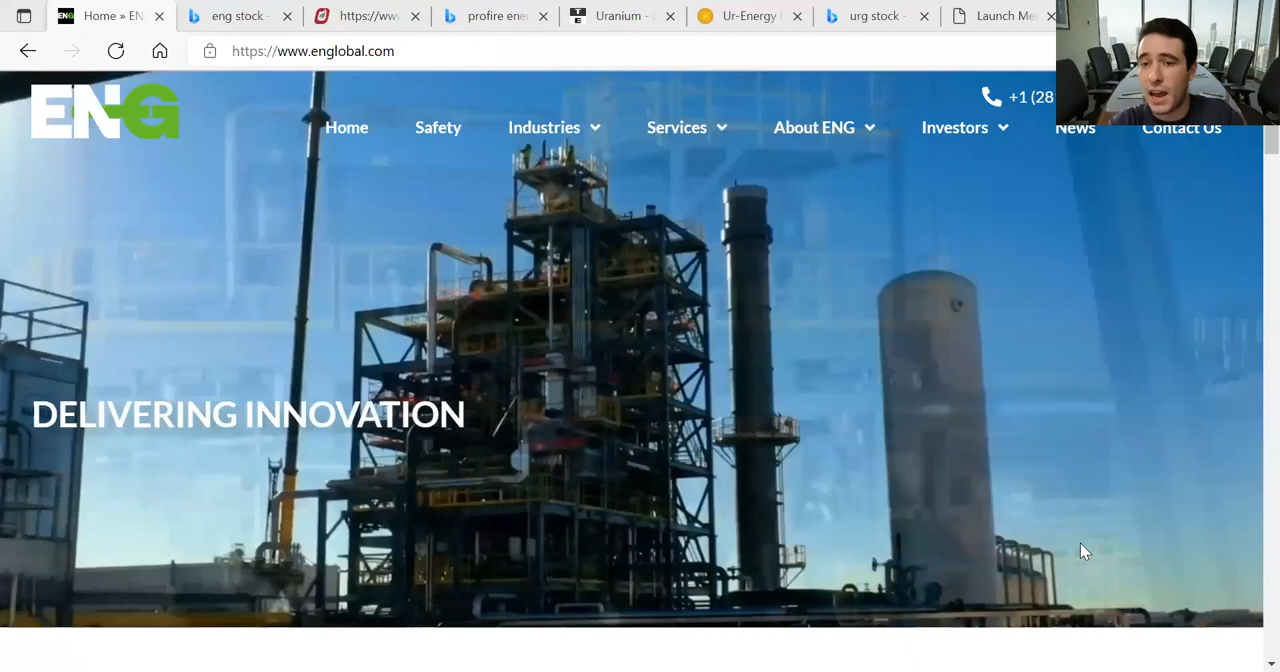 Home » EN
eng stock -
https://ww
profire ene
Uranium -
Ur-Energy
urg stock -
Launch Me
https://www.englobal.com
ENG
+1 (28
Home Safety Industries Services About ENG Investors News Contact Us
DELIVERING INNOVATION